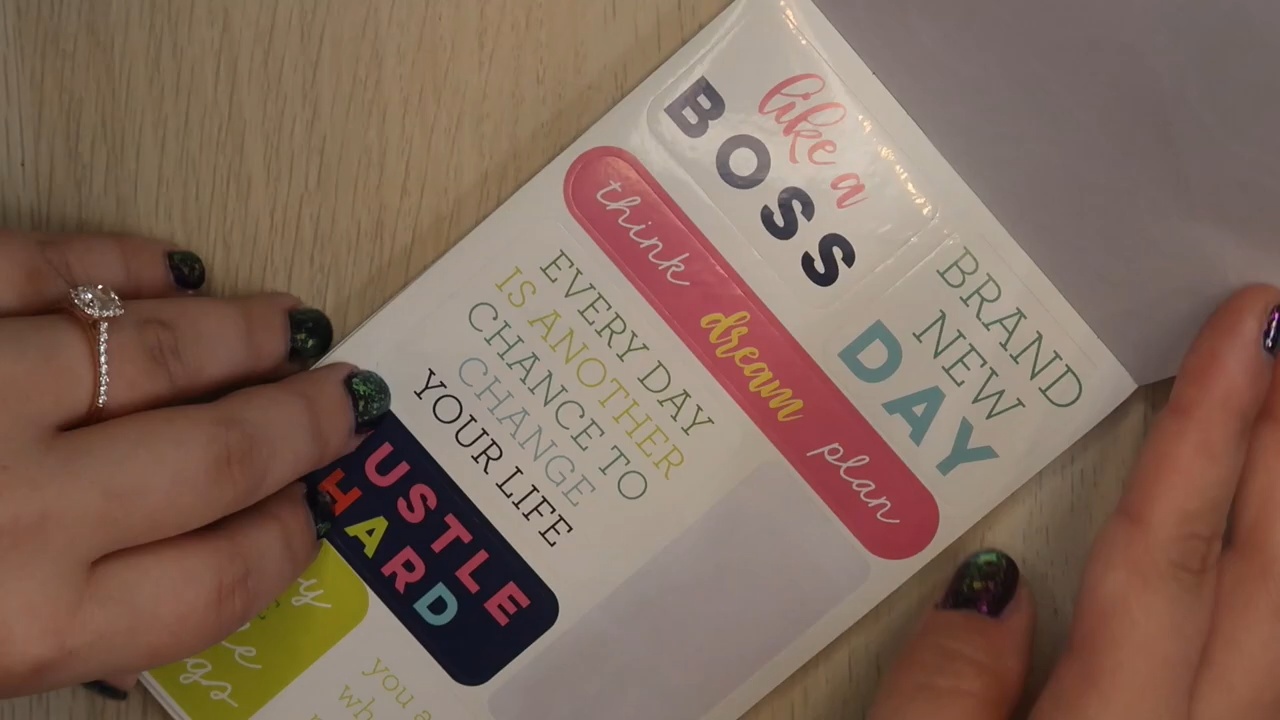 like a
BOSS
BRAND
NEW
DAY
think dream plan
EVERY DAY
IS ANOTHER
CHANCE TO
CHANGE
YOUR LIFE
USTLE
HARD
you a